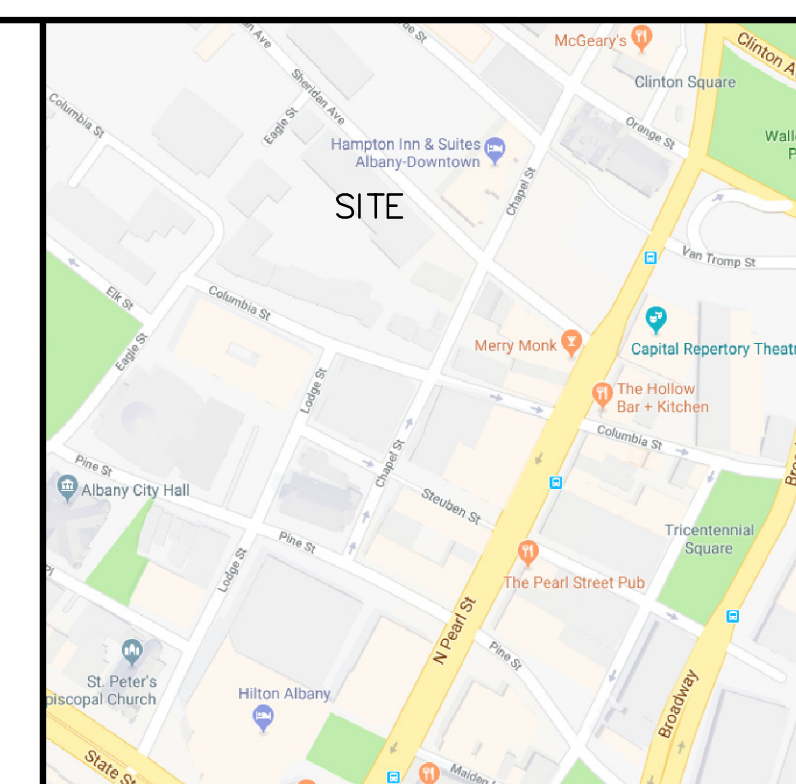 Ave
McGeary's
Clinton A
Clinton Square
Sheridan Ave
Columbia St
Eagle St
Orange St
Hampton Inn & Suites
Albany-Downtown
Wall
P
Chapel St
SITE
Van Tromp St
Elk St
Columbia St
Eagle St
Merry Monk
Capital Repertory Theatr
Lodge St
The Hollow
Bar + Kitchen
Columbia St
Pine St
Chapel St
Albany City Hall
Steuben St
Pine St
Tricentennial
Square
Lodge St
The Pearl Street Pub
N Pearl St
Pine St
St. Peter's
piscopal Church
Hilton Albany
Broadway
State St
Maiden